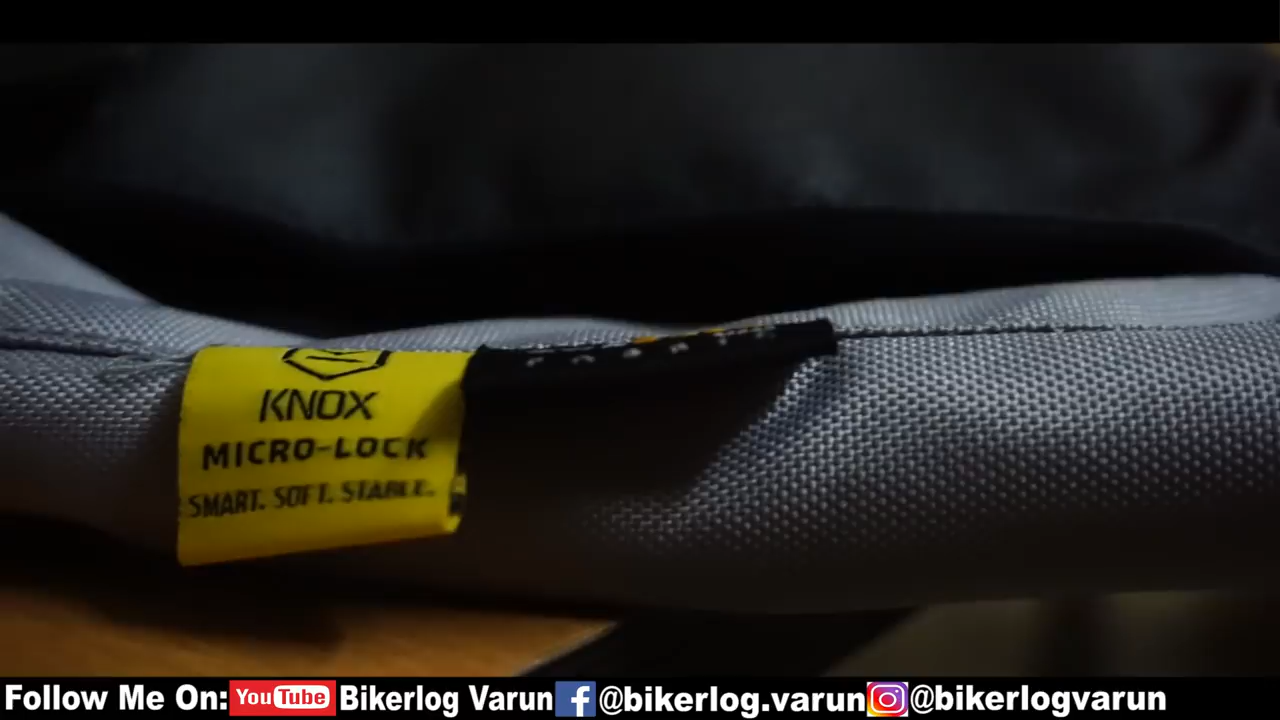 KNOX
MICRO-LOCK
SMART. SOFT. STABLE.
Follow Me On: YouTube Bikerlog Varun f @bikerlog.varun @bikerlogvarun